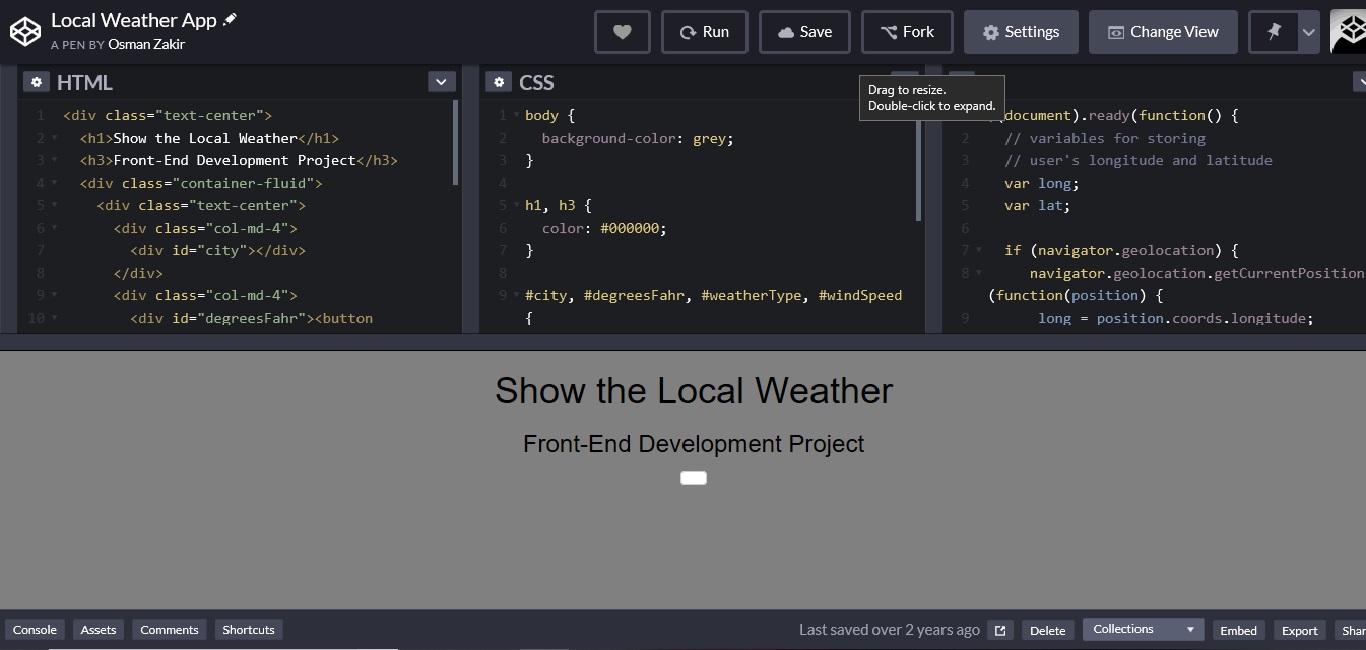 Local Weather App
A PEN BY Osman Zakir
Run
Save
Fork
Settings
Change View
HTML
1 <div class="text-center">
2 <h1>Show the Local Weather</h1>
3 <h3>Front-End Development Project</h3>
4 <div class="container-fluid">
5 <div class="text-center">
6 <div class="col-md-4">
7 <div id="city"></div>
8 </div>
9 <div class="col-md-4">
10 <div id="degreesFahr"><button
CSS
1 body {
2 background-color: grey;
3 }
4
5 h1, h3 {
6 color: #000000;
7 }
8
9 #city, #degreesFahr, #weatherType, #windSpeed
{
Drag to resize.
Double-click to expand.
document).ready(function() {
2 // variables for storing
3 // user's longitude and latitude
4 var long;
5 var lat;
6
7 if (navigator.geolocation) {
8 navigator.geolocation.getCurrentPosition
(function(position) {
9 long = position.coords.longitude;
Show the Local Weather
Front-End Development Project
Console
Assets
Comments
Shortcuts
Last saved over 2 years ago
Delete
Collections
Embed
Export
Shar